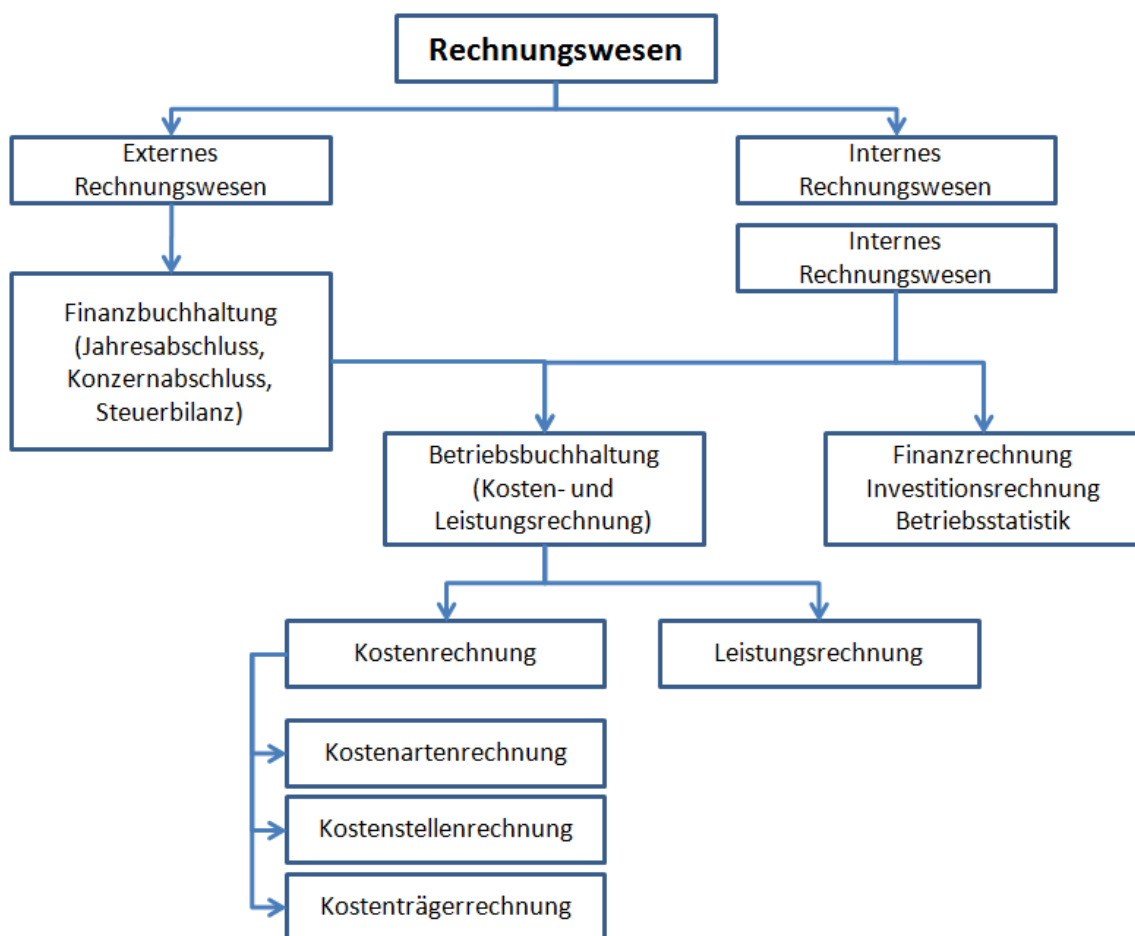 Rechnungswesen
Externes
Rechnungswesen
Internes
Rechnungswesen
Internes
Rechnungswesen
Finanzbuchhaltung
(Jahresabschluss,
Konzernabschluss,
Steuerbilanz)
Betriebsbuchhaltung
(Kosten- und
Leistungsrechnung)
Finanzrechnung
Investitionsrechnung
Betriebsstatistik
Kostenrechnung
Leistungsrechnung
Kostenartenrechnung
Kostenstellenrechnung
Kostenträgerrechnung